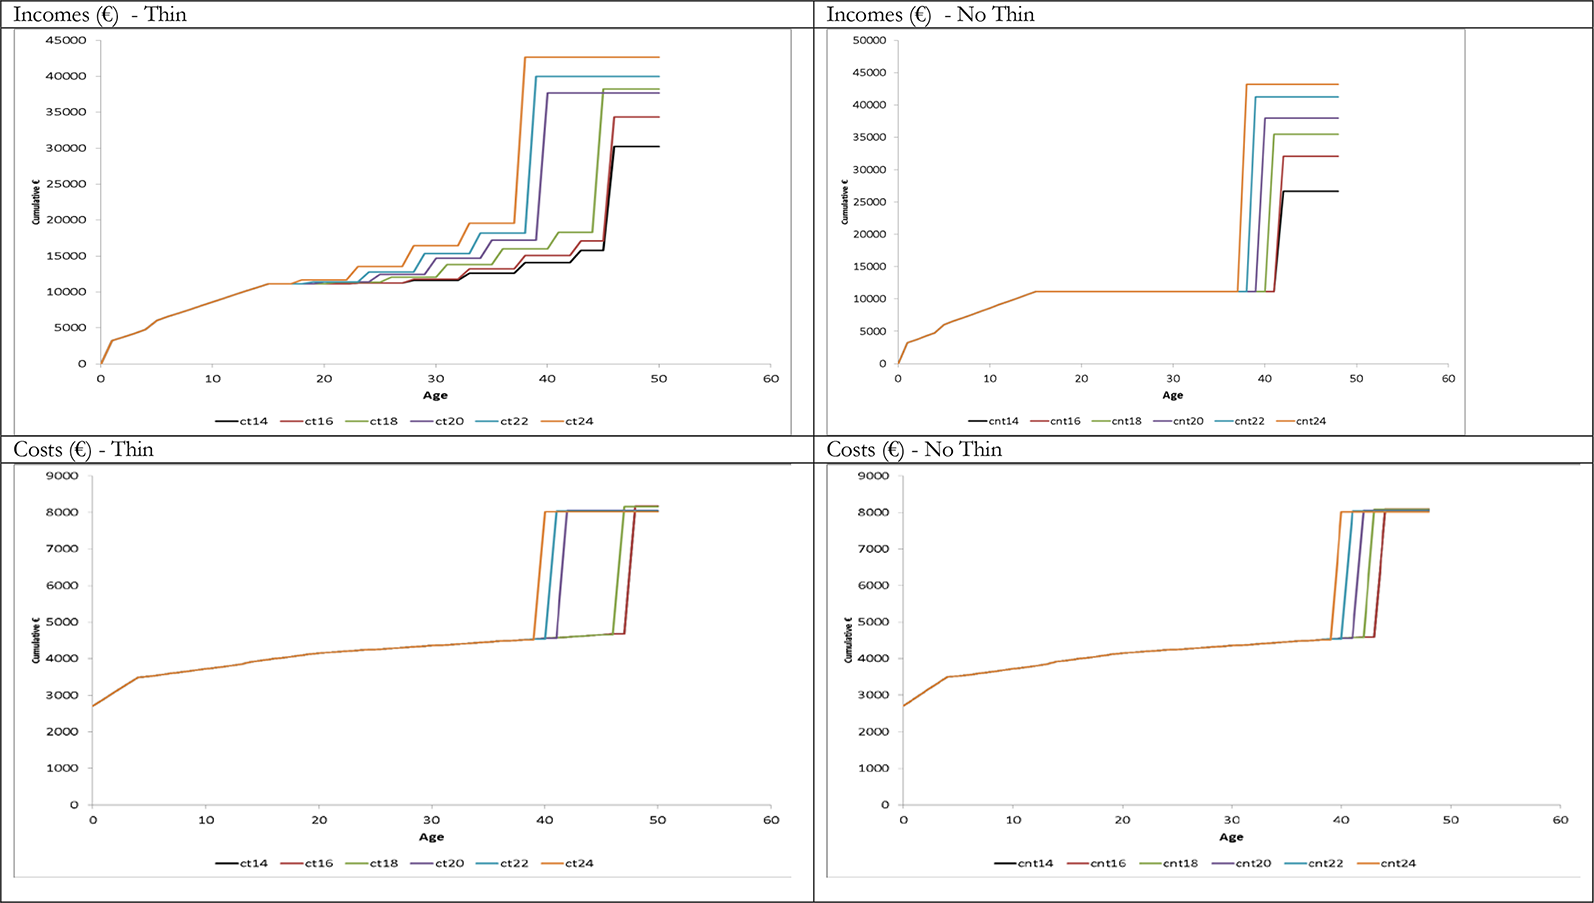 Incomes (€)  - Thin
Incomes (€)  - No Thin
45000
40000
35000
30000
25000
20000
15000
10000
5000
0
Cumulative €
0 10 20 30 40 50 60
Age
ct14 ct16 ct18 ct20 ct22 ct24
50000
45000
40000
35000
30000
25000
20000
15000
10000
5000
0
Cumulative €
0 10 20 30 40 50 60
Age
cnt14 cnt16 cnt18 cnt20 cnt22 cnt24
Costs (€) - Thin
Costs (€) - No Thin
9000
8000
7000
6000
5000
4000
3000
2000
1000
0
Cumulative €
0 10 20 30 40 50 60
Age
ct14 ct16 ct18 ct20 ct22 ct24
9000
8000
7000
6000
5000
4000
3000
2000
1000
0
Cumulative €
0 10 20 30 40 50 60
Age
cnt14 cnt16 cnt18 cnt20 cnt22 cnt24